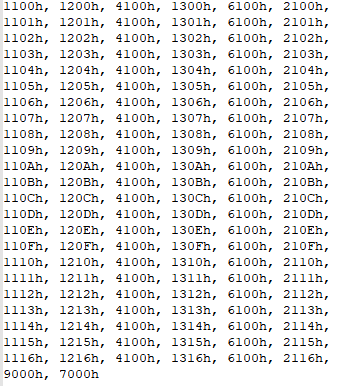 1100h, 1200h, 4100h, 1300h, 6100h, 2100h,
1101h, 1201h, 4100h, 1301h, 6100h, 2101h,
1102h, 1202h, 4100h, 1302h, 6100h, 2102h,
1103h, 1203h, 4100h, 1303h, 6100h, 2103h,
1104h, 1204h, 4100h, 1304h, 6100h, 2104h,
1105h, 1205h, 4100h, 1305h, 6100h, 2105h,
1106h, 1206h, 4100h, 1306h, 6100h, 2106h,
1107h, 1207h, 4100h, 1307h, 6100h, 2107h,
1108h, 1208h, 4100h, 1308h, 6100h, 2108h,
1109h, 1209h, 4100h, 1309h, 6100h, 2109h,
110Ah, 120Ah, 4100h, 130Ah, 6100h, 210Ah,
110Bh, 120Bh, 4100h, 130Bh, 6100h, 210Bh,
110Ch, 120Ch, 4100h, 130Ch, 6100h, 210Ch,
110Dh, 120Dh, 4100h, 130Dh, 6100h, 210Dh,
110Eh, 120Eh, 4100h, 130Eh, 6100h, 210Eh,
110Fh, 120Fh, 4100h, 130Fh, 6100h, 210Fh,
1110h, 1210h, 4100h, 1310h, 6100h, 2110h,
1111h, 1211h, 4100h, 1311h, 6100h, 2111h,
1112h, 1212h, 4100h, 1312h, 6100h, 2112h,
1113h, 1213h, 4100h, 1313h, 6100h, 2113h,
1114h, 1214h, 4100h, 1314h, 6100h, 2114h,
1115h, 1215h, 4100h, 1315h, 6100h, 2115h,
1116h, 1216h, 4100h, 1316h, 6100h, 2116h,
9000h, 7000h